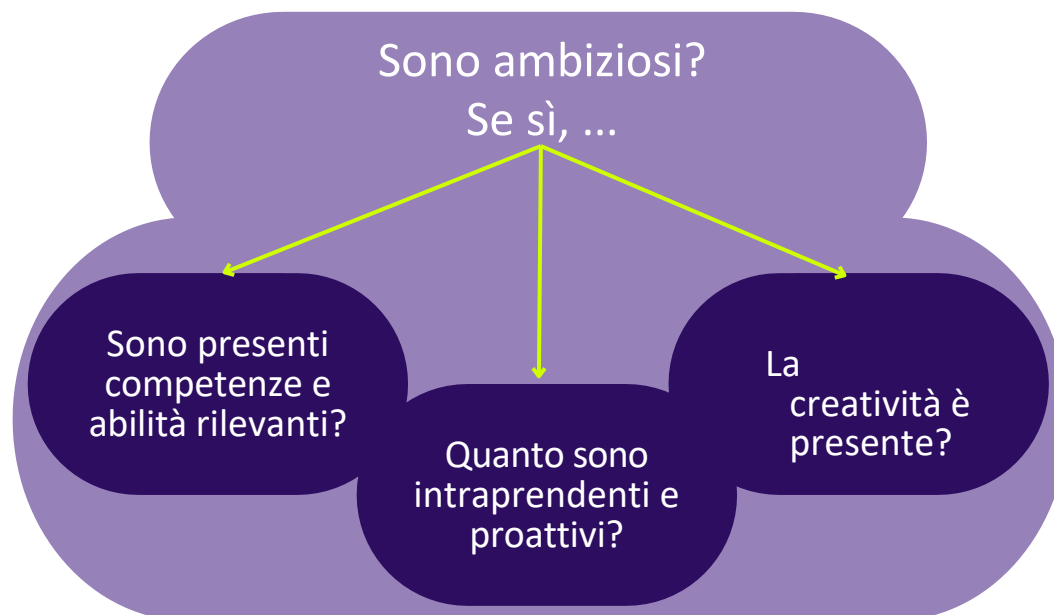 Sono ambiziosi?
Se sì, ...
Sono presenti
competenze e
abilità rilevanti?
Quanto sono
intraprendenti e
proattivi?
La
creatività è
presente?